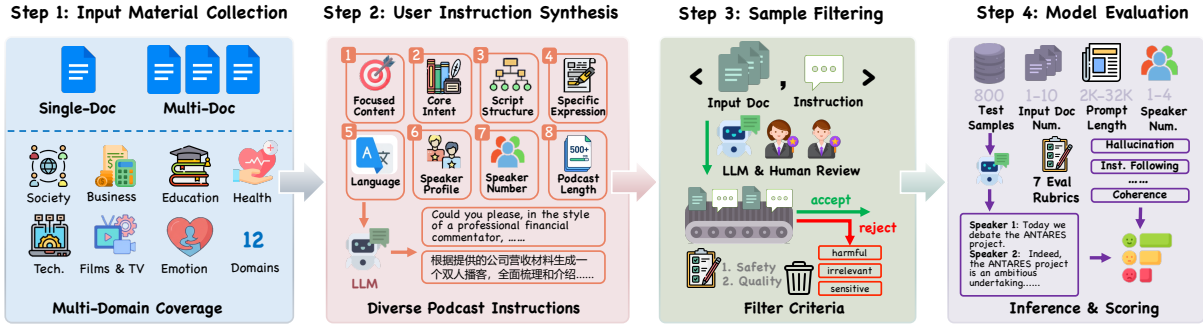 Step 1: Input Material Collection
Single-Doc
Multi-Doc
Society
Business
Education
Health
Tech.
Films & TV
Emotion
12
Domains
Multi-Domain Coverage
Step 2: User Instruction Synthesis
1
Focused
Content
2
Core
Intent
3
Script
Structure
4
Specific
Expression
5
A
Language
6
Speaker
Profile
7
Speaker
Number
8
500+
Podcast
Length
LLM
Could you please, in the style
of a professional financial
commentator, ……
根据提供的公司营收材料生成一
个双人播客，全面梳理和介绍……
Diverse Podcast Instructions
Step 3: Sample Filtering
<
,
>
Input Doc
Instruction
LLM & Human Review
accept
reject
1. Safety
2. Quality
harmful
irrelevant
sensitive
Filter Criteria
Step 4: Model Evaluation
800
Test
Samples
1-10
Input Doc
Num.
2K-32K
Prompt
Length
1-4
Speaker
Num.
7 Eval
Rubrics
Hallucination
Inst. Following
……
Coherence
Speaker 1: Today we
debate the ANTARES
project.
Speaker 2: Indeed,
the ANTARES project
is an ambitious
undertaking……
Inference & Scoring